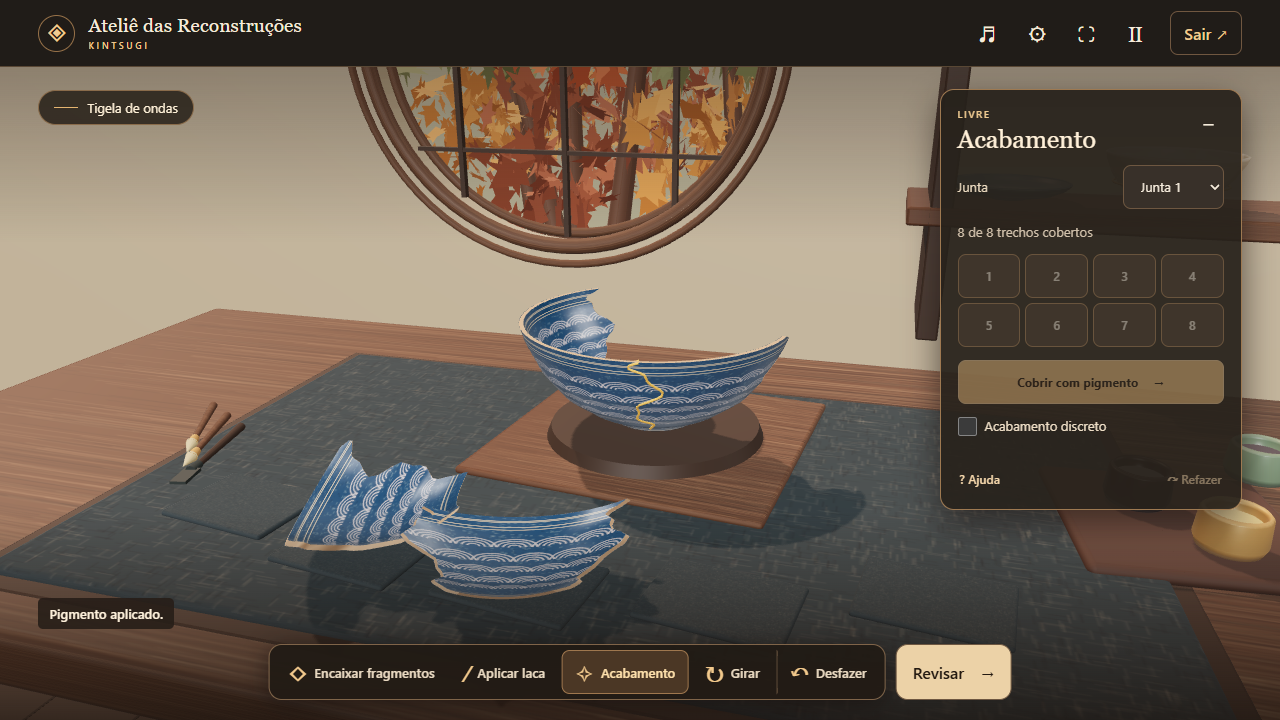 Ateliê das Reconstruções
KINTSUGI
Sair ↗
Tigela de ondas
LIVRE
Acabamento
Junta
Junta 1
8 de 8 trechos cobertos
1 2 3 4
5 6 7 8
Cobrir com pigmento →
Acabamento discreto
? Ajuda
Refazer
Pigmento aplicado.
Encaixar fragmentos
Aplicar laca
Acabamento
Girar
Desfazer
Revisar →